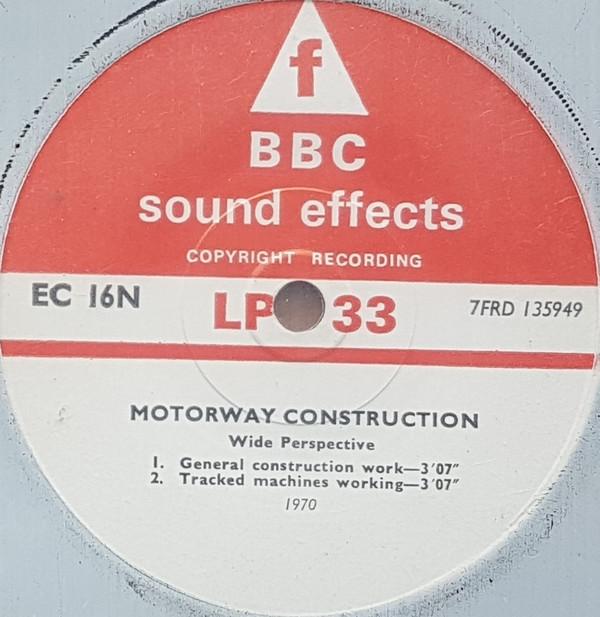 f
BBC
sound effects
COPYRIGHT RECORDING
EC 16N LP 33 7FRD 135949
MOTORWAY CONSTRUCTION
Wide Perspective
1. General construction work—3′07″
2. Tracked machines working—3′07″
1970